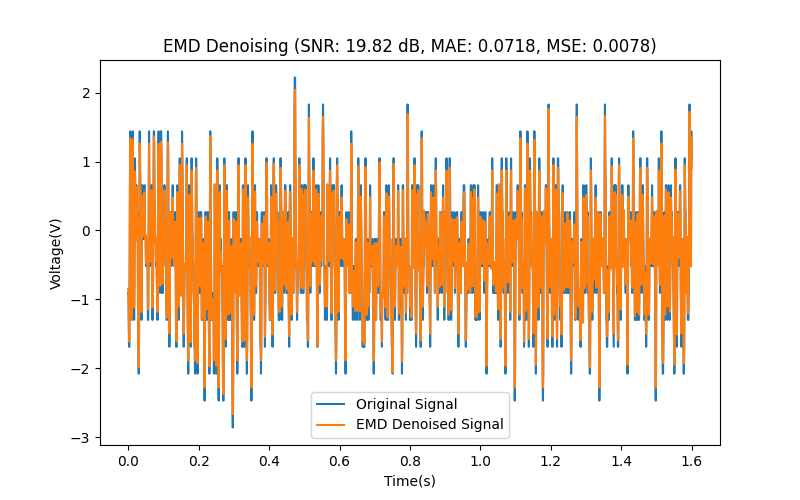 EMD Denoising (SNR: 19.82 dB, MAE: 0.0718, MSE: 0.0078)
2
1
0
−1
−2
−3
Voltage(V)
Original Signal
EMD Denoised Signal
0.0 0.2 0.4 0.6 0.8 1.0 1.2 1.4 1.6
Time(s)